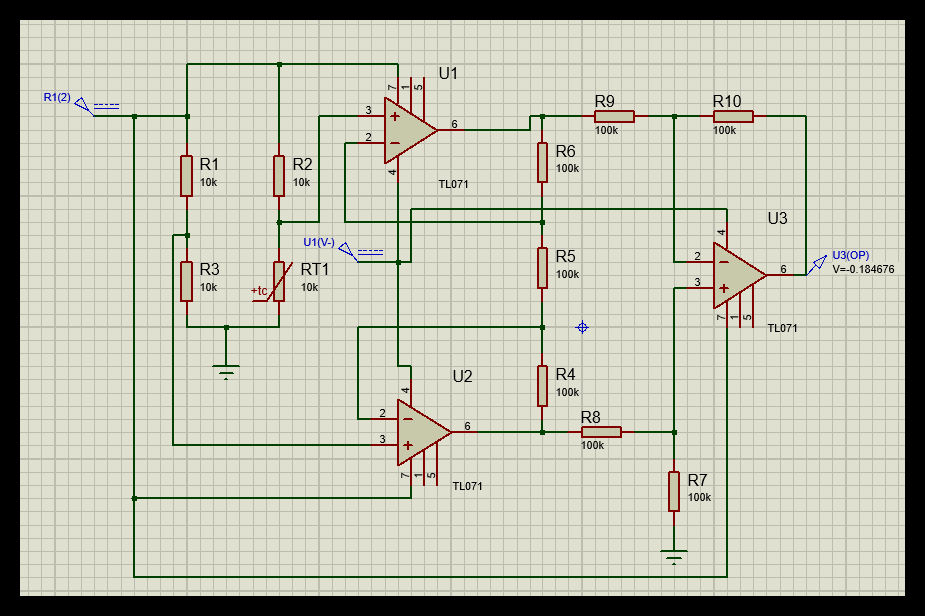 U1
R1(2)
7
1
5
3
2
6
4
TL071
R9
100k
R10
100k
R1
10k
R2
10k
R6
100k
U1(V-)
U3
4
2
3
6
7
1
5
TL071
U3(OP)
V=-0.184676
R3
10k
+tc
RT1
10k
R5
100k
U2
4
2
3
6
7
1
5
TL071
R4
100k
R8
100k
R7
100k